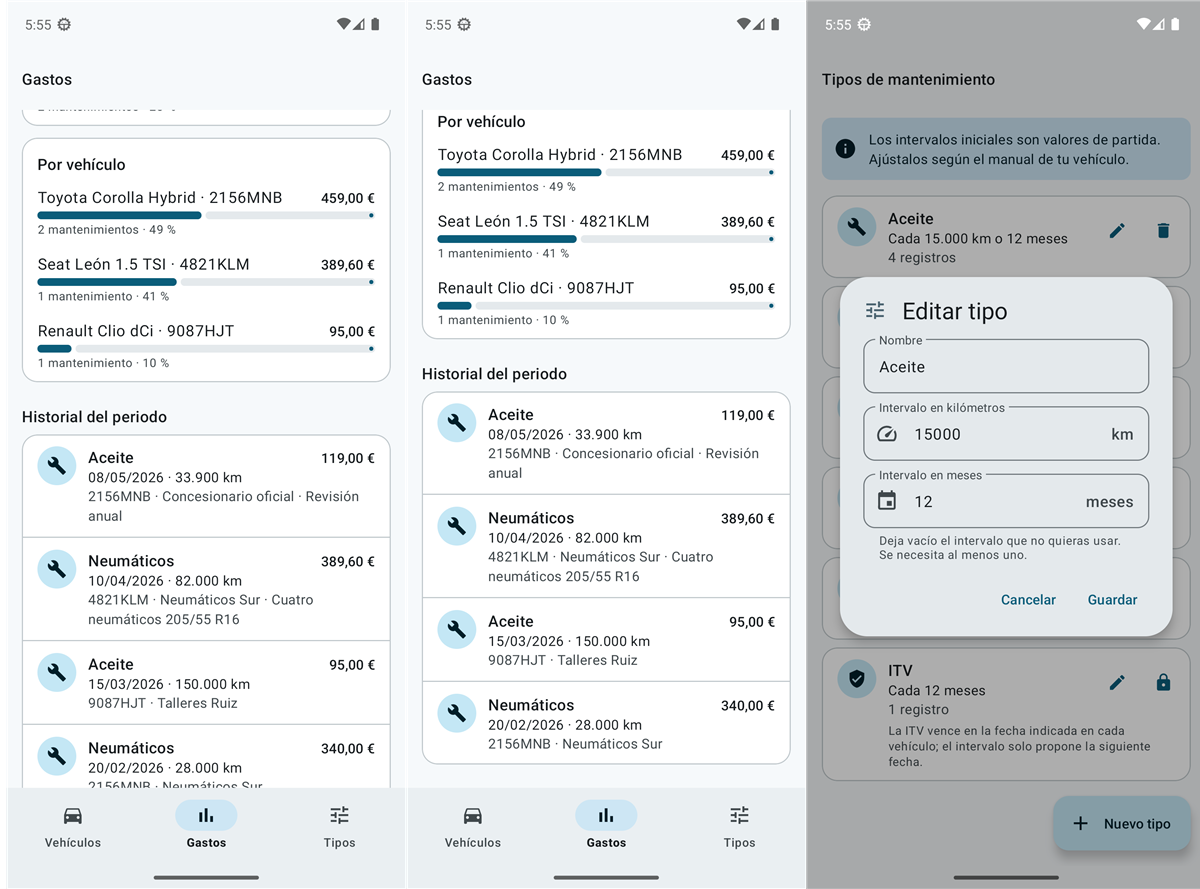 5:55
Gastos
Por vehículo
Toyota Corolla Hybrid · 2156MNB 459,00 €
2 mantenimientos · 49 %
Seat León 1.5 TSI · 4821KLM 389,60 €
1 mantenimiento · 41 %
Renault Clio dCi · 9087HJT 95,00 €
1 mantenimiento · 10 %
Historial del periodo
Aceite 119,00 €
08/05/2026 · 33.900 km
2156MNB · Concesionario oficial · Revisión
anual
Neumáticos 389,60 €
10/04/2026 · 82.000 km
4821KLM · Neumáticos Sur · Cuatro
neumáticos 205/55 R16
Aceite 95,00 €
15/03/2026 · 150.000 km
9087HJT · Talleres Ruiz
Neumáticos 340,00 €
20/02/2026 · 28.000 km
2156MNB · Neumáticos Sur
Vehículos Gastos Tipos
5:55
Gastos
Por vehículo
Toyota Corolla Hybrid · 2156MNB 459,00 €
2 mantenimientos · 49 %
Seat León 1.5 TSI · 4821KLM 389,60 €
1 mantenimiento · 41 %
Renault Clio dCi · 9087HJT 95,00 €
1 mantenimiento · 10 %
Historial del periodo
Aceite 119,00 €
08/05/2026 · 33.900 km
2156MNB · Concesionario oficial · Revisión
anual
Neumáticos 389,60 €
10/04/2026 · 82.000 km
4821KLM · Neumáticos Sur · Cuatro
neumáticos 205/55 R16
Aceite 95,00 €
15/03/2026 · 150.000 km
9087HJT · Talleres Ruiz
Neumáticos 340,00 €
20/02/2026 · 28.000 km
2156MNB · Neumáticos Sur
Vehículos Gastos Tipos
5:55
Tipos de mantenimiento
Los intervalos iniciales son valores de partida.
Ajústalos según el manual de tu vehículo.
Aceite
Cada 15.000 km o 12 meses
4 registros
Editar tipo
Nombre
Aceite
Intervalo en kilómetros
15000 km
Intervalo en meses
12 meses
Deja vacío el intervalo que no quieras usar.
Se necesita al menos uno.
Cancelar Guardar
ITV
Cada 12 meses
1 registro
La ITV vence en la fecha indicada en cada
vehículo; el intervalo solo propone la siguiente
fecha.
Nuevo tipo